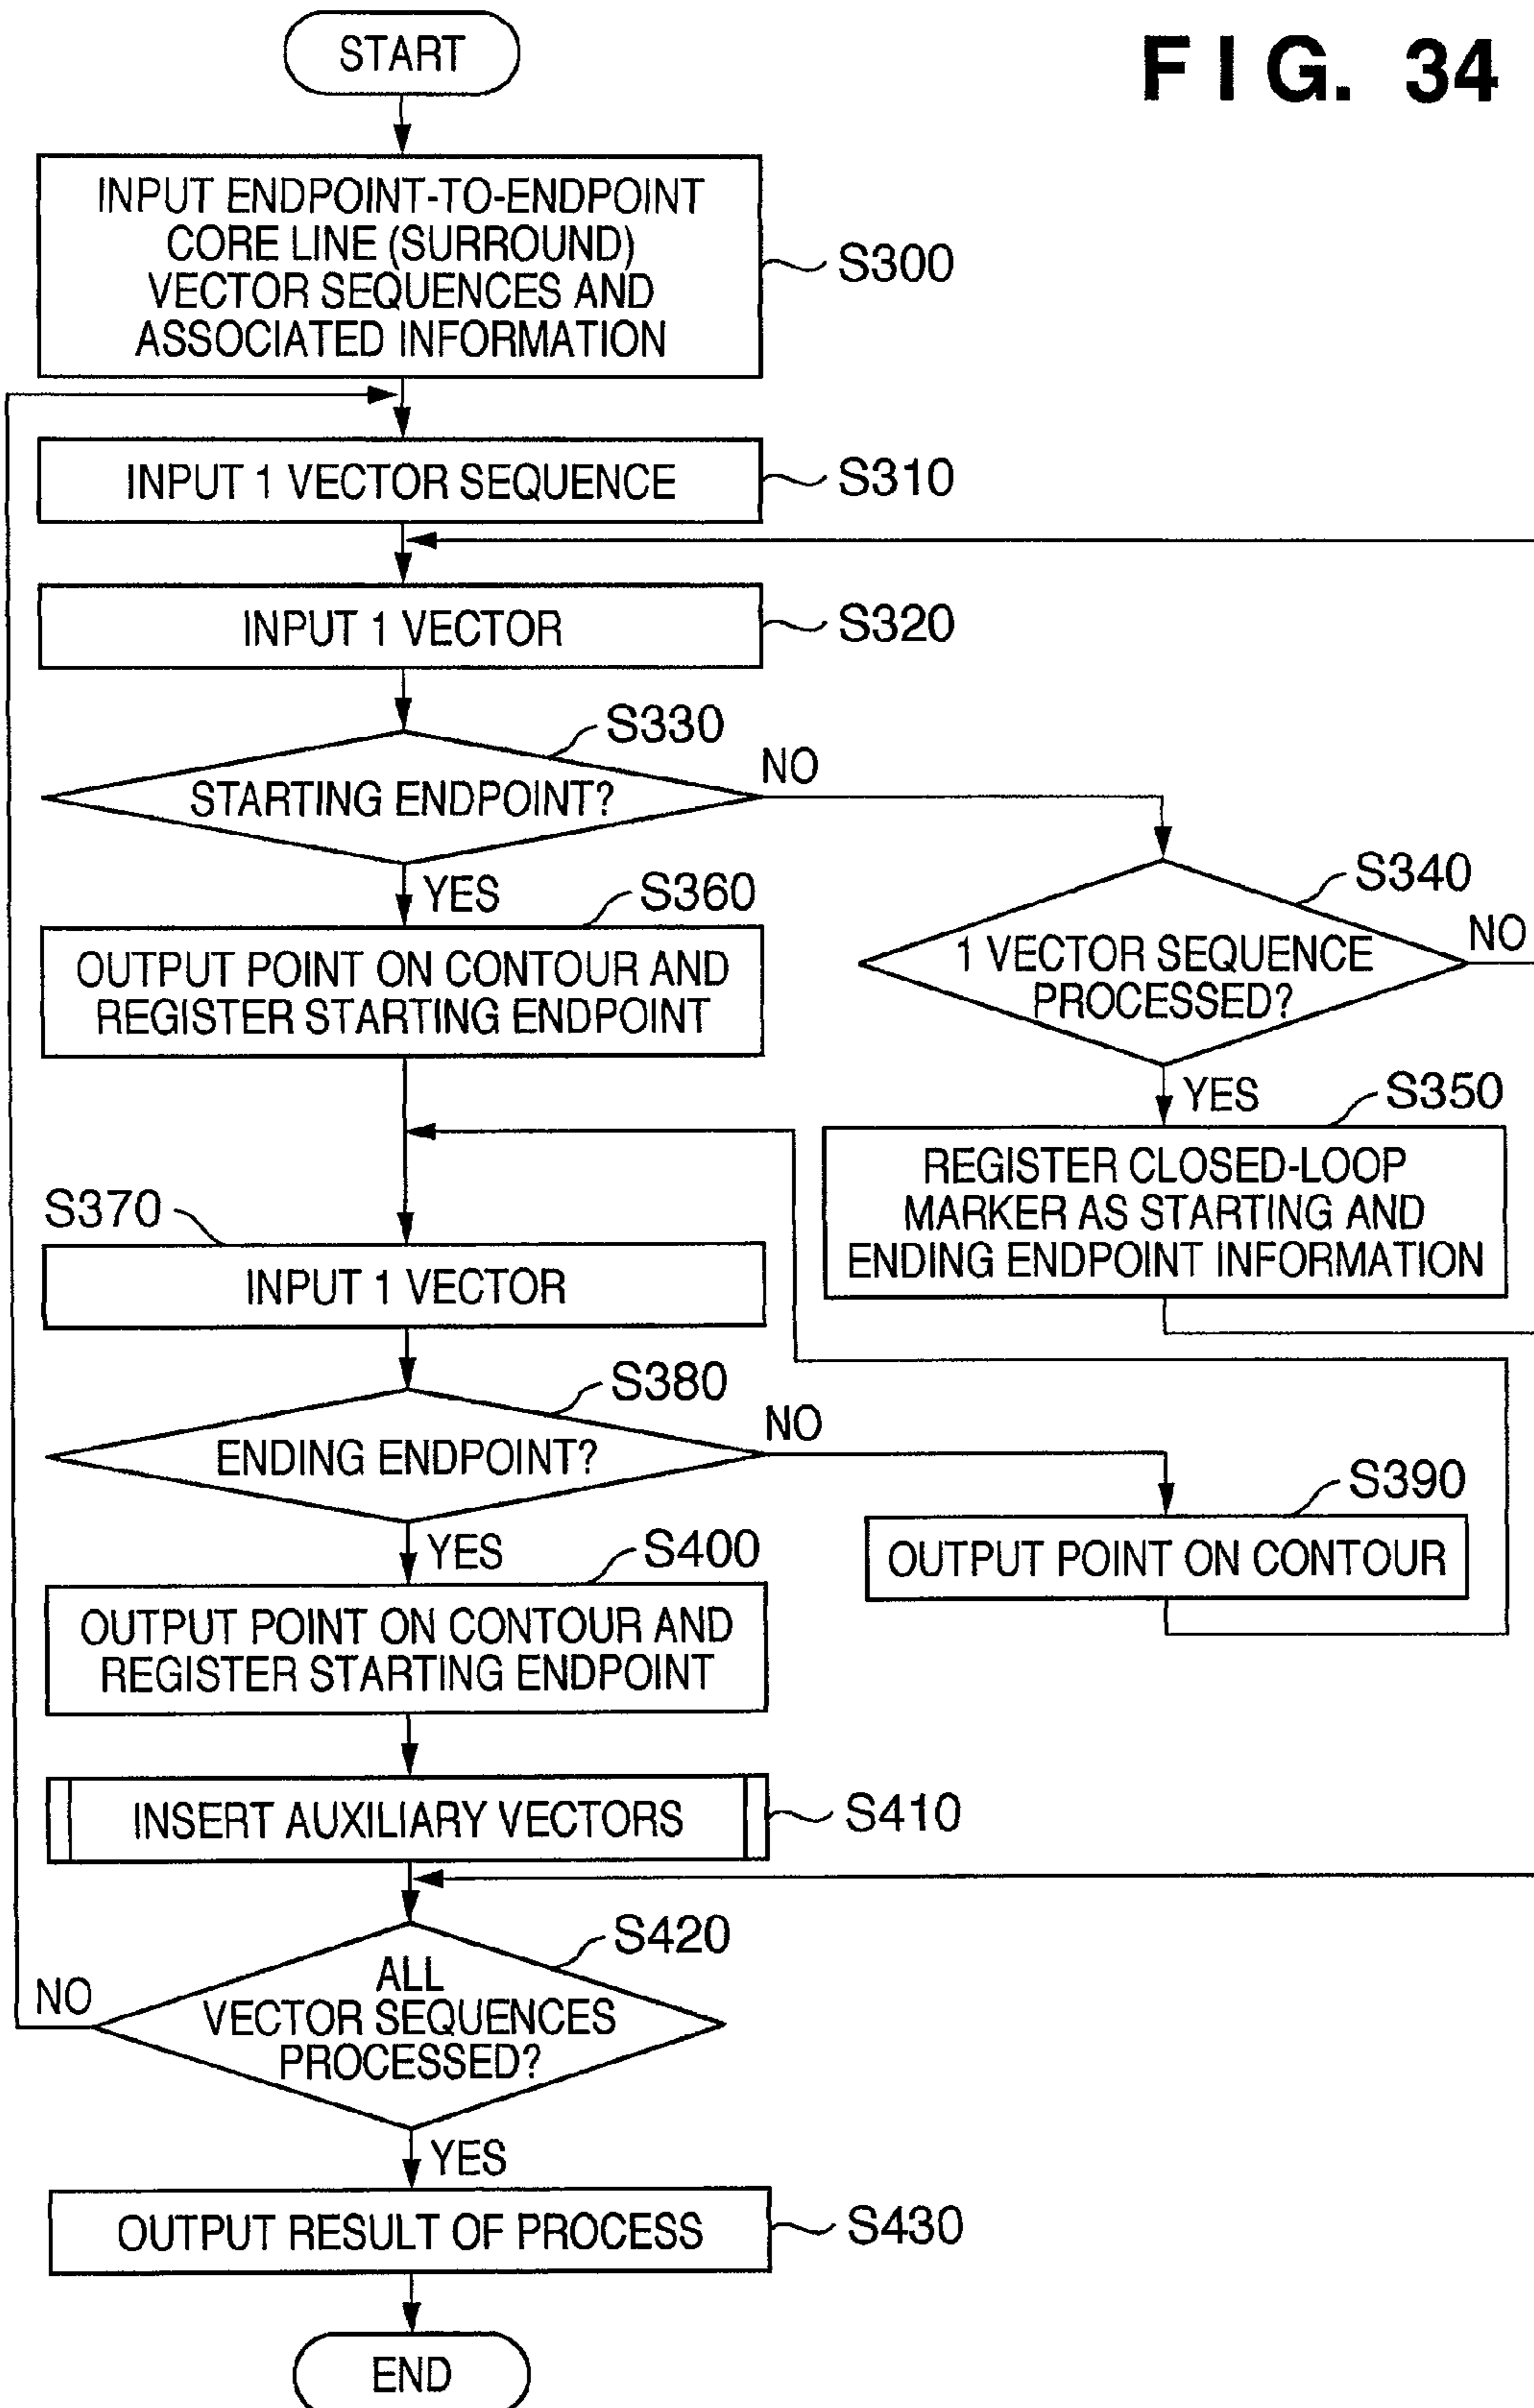 FIG. 34
START
INPUT ENDPOINT-TO-ENDPOINT
CORE LINE (SURROUND)
VECTOR SEQUENCES AND
ASSOCIATED INFORMATION
S300
INPUT 1 VECTOR SEQUENCE
S310
INPUT 1 VECTOR
S320
S330
STARTING ENDPOINT?
NO
YES
S340
1 VECTOR SEQUENCE
PROCESSED?
NO
YES
S350
REGISTER CLOSED-LOOP
MARKER AS STARTING AND
ENDING ENDPOINT INFORMATION
S360
OUTPUT POINT ON CONTOUR AND
REGISTER STARTING ENDPOINT
S370
INPUT 1 VECTOR
S380
ENDING ENDPOINT?
NO
YES
S390
OUTPUT POINT ON CONTOUR
S400
OUTPUT POINT ON CONTOUR AND
REGISTER STARTING ENDPOINT
INSERT AUXILIARY VECTORS
S410
S420
ALL
VECTOR SEQUENCES
PROCESSED?
NO
YES
OUTPUT RESULT OF PROCESS
S430
END